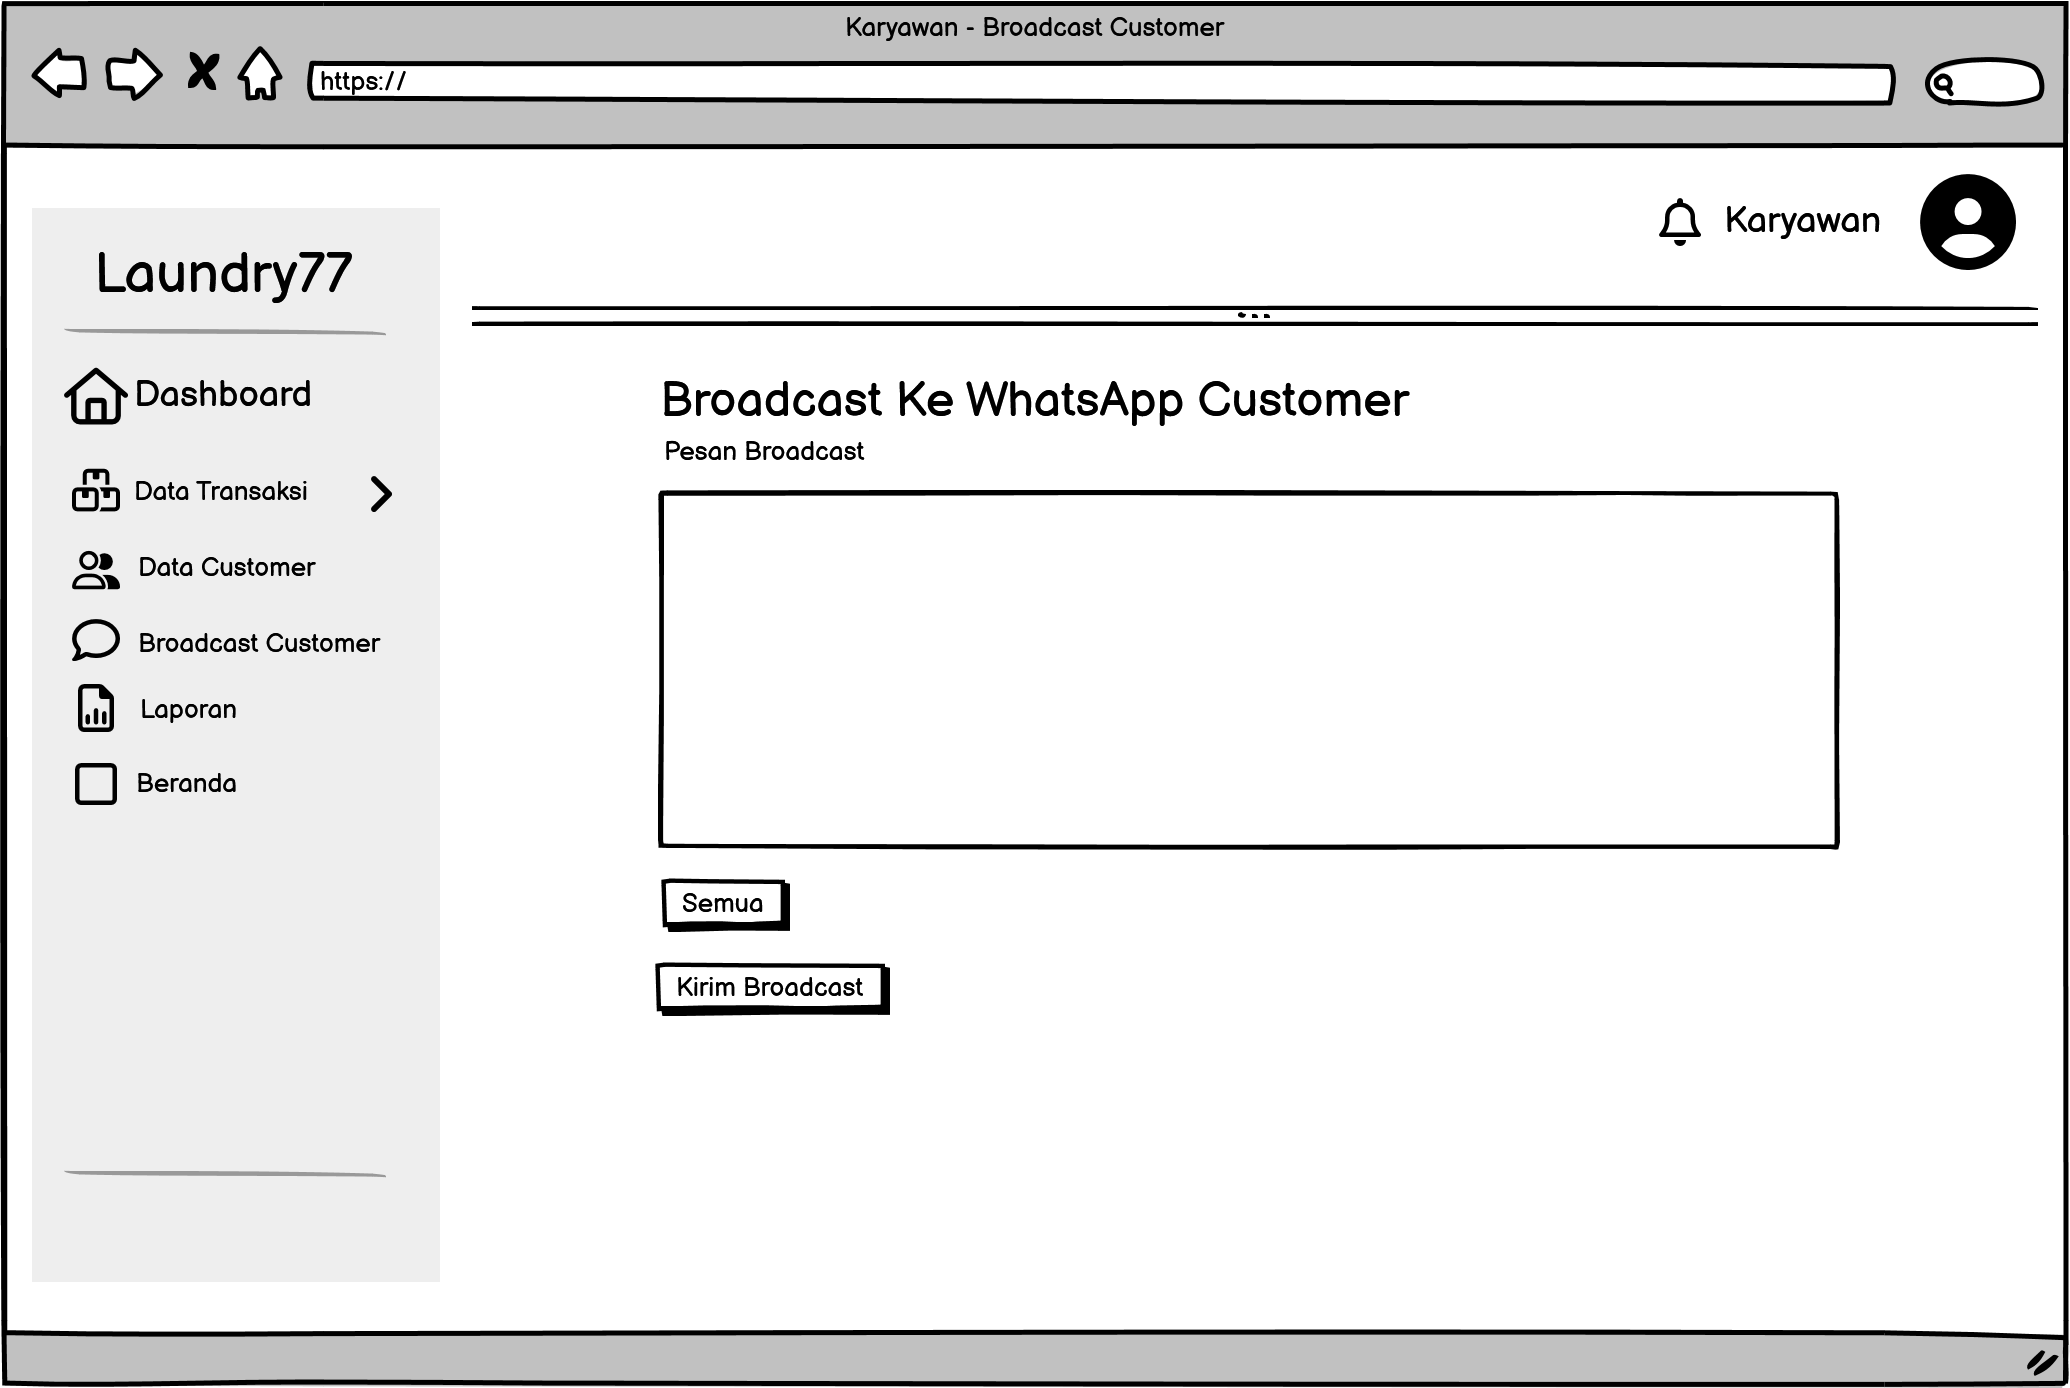 Karyawan - Broadcast Customer
https://
Karyawan
Laundry77
Dashboard
Data Transaksi
Data Customer
Broadcast Customer
Laporan
Beranda
Broadcast Ke WhatsApp Customer
Pesan Broadcast
Semua
Kirim Broadcast